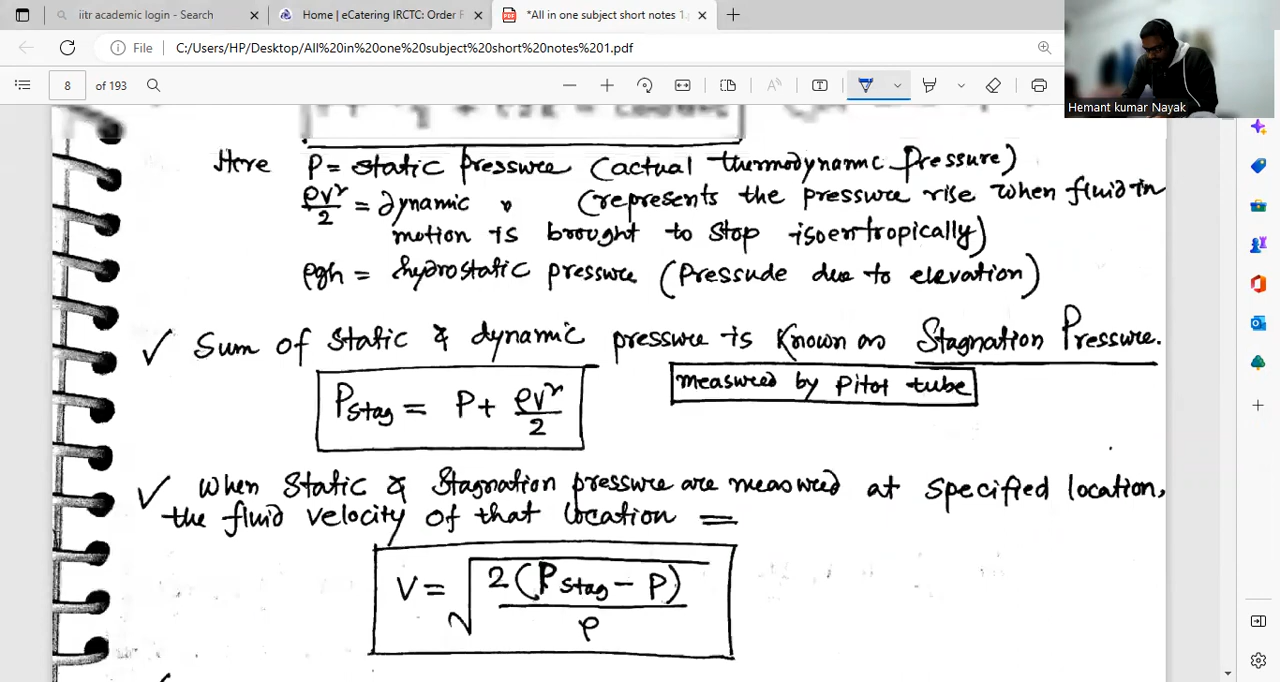 iitr academic login - Search
Home | eCatering IRCTC: Order F
*All in one subject short notes 1.p
File
C:/Users/HP/Desktop/All%20in%20one%20subject%20short%20notes%201.pdf
8 of 193
Hemant kumar Nayak
Here P = static pressure (actual thermodynamic pressure)
ρv²/2 = dynamic " (represents the pressure rise when fluid in
motion is brought to stop isoentropically)
ρgh = hydrostatic pressure (Pressude due to elevation)
✓ Sum of static & dynamic pressure is known as Stagnation Pressure.
measured by pitot tube
Pstag = P + ρv²/2
✓ When static & stagnation pressure are measured at specified location,
the fluid velocity of that location =
V = √(2(Pstag − P)/ρ)